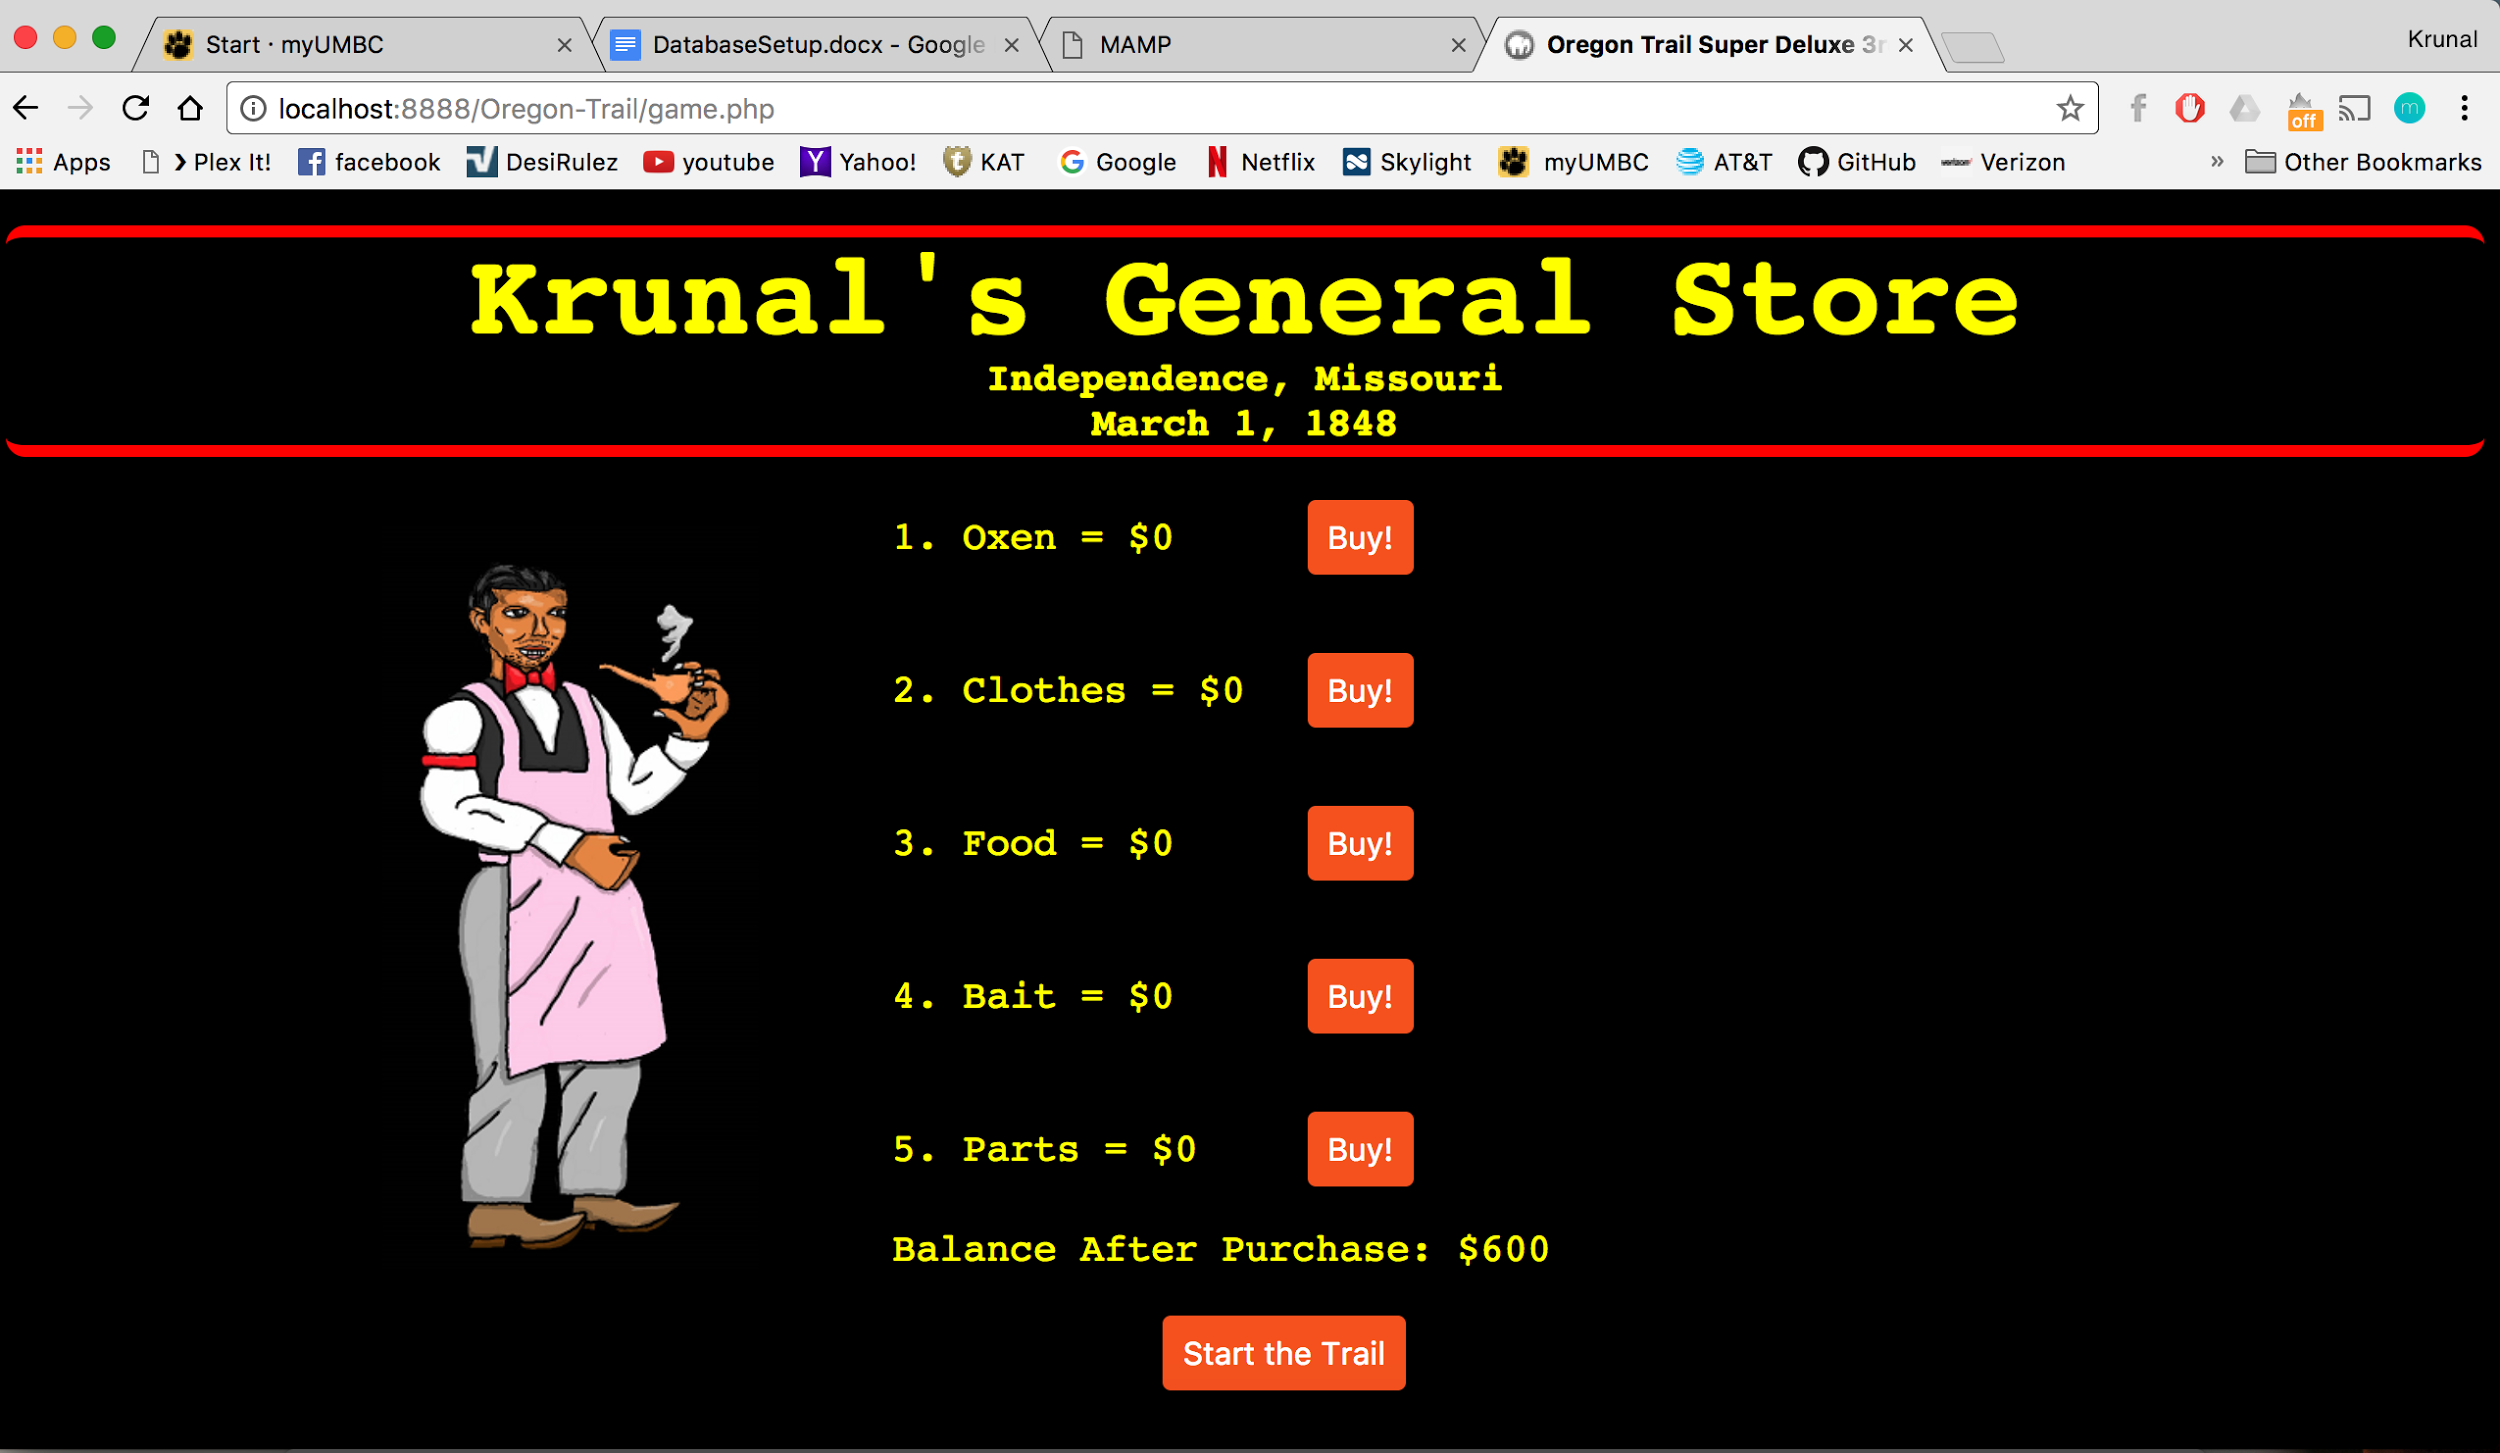 Start · myUMBC
DatabaseSetup.docx - Google
MAMP
Oregon Trail Super Deluxe 3r
Krunal
localhost:8888/Oregon-Trail/game.php
off
m
Apps
❯ Plex It!
facebook
DesiRulez
youtube
Yahoo!
KAT
Google
Netflix
Skylight
myUMBC
AT&T
GitHub
Verizon
»
Other Bookmarks
Krunal's General Store
Independence, Missouri
March 1, 1848
1. Oxen = $0
Buy!
2. Clothes = $0
Buy!
3. Food = $0
Buy!
4. Bait = $0
Buy!
5. Parts = $0
Buy!
Balance After Purchase: $600
Start the Trail